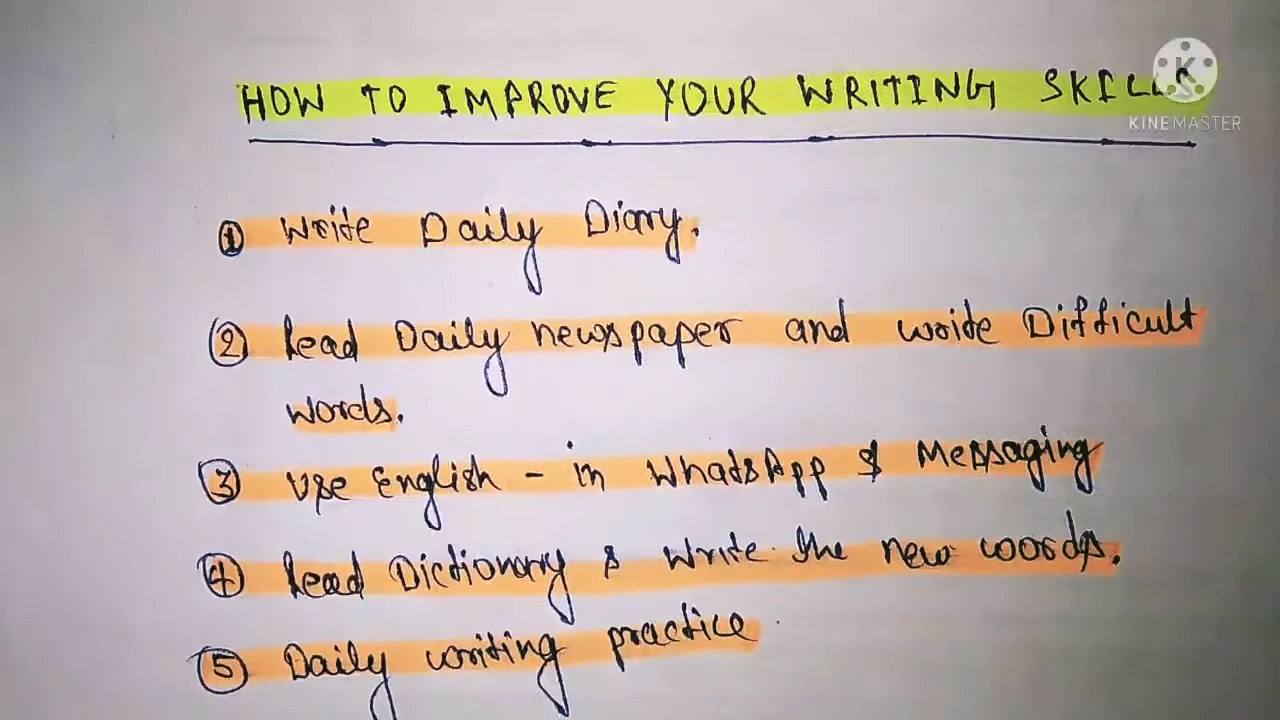 HOW TO IMPROVE YOUR WRITING SKILLS
KINEMASTER
① Write Daily Diary.
② Read Daily newspaper and write Difficult
words.
③ Use English - in WhatsApp & Messaging
④ Read Dictionary & Write the new words.
⑤ Daily writing practice